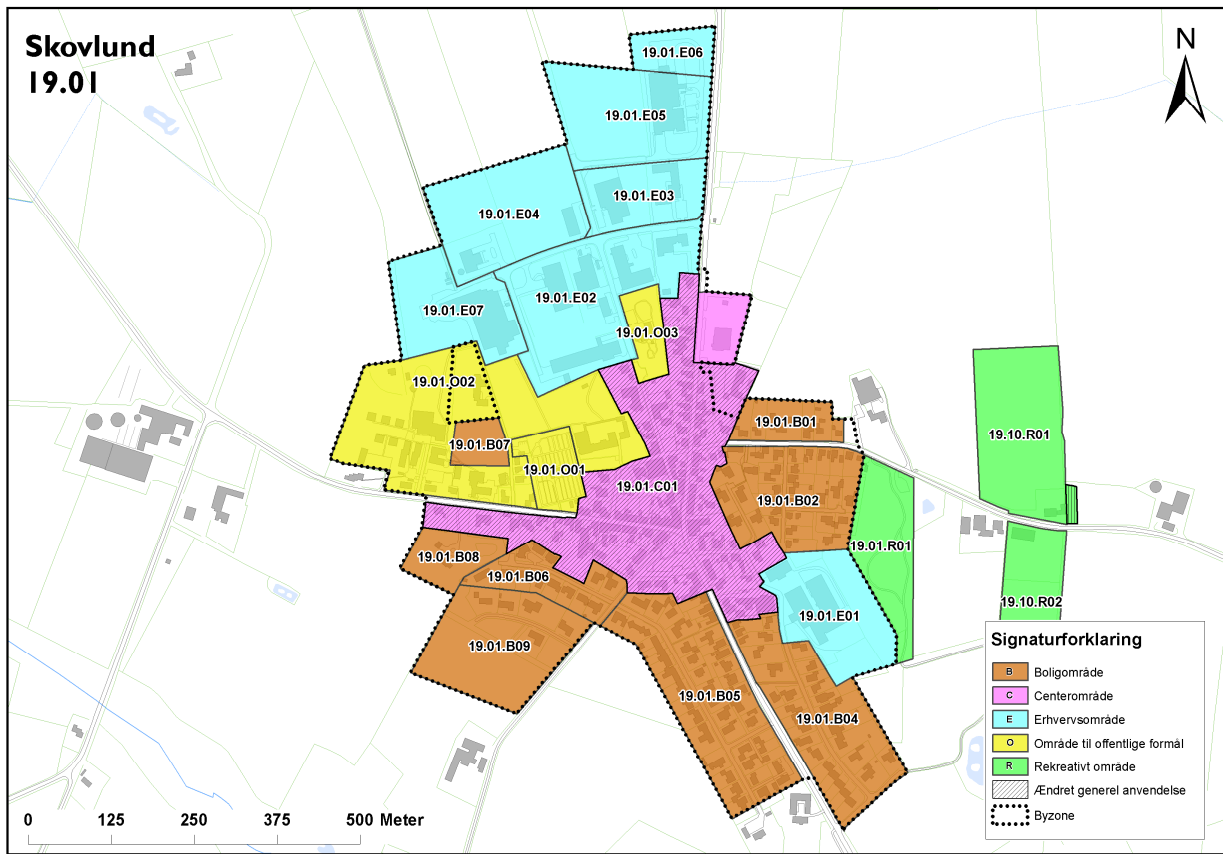 Skovlund
19.01
N
19.01.E06
19.01.E05
19.01.E03
19.01.E04
19.01.E02
19.01.E07
19.01.O03
19.01.O02
19.01.B01
19.10.R01
19.01.B07
19.01.O01
19.01.C01
19.01.B02
19.01.R01
19.01.B08
19.01.B06
19.10.R02
19.01.E01
19.01.B09
19.01.B05
19.01.B04
Signaturforklaring
B Boligområde
C Centerområde
E Erhvervsområde
O Område til offentlige formål
R Rekreativt område
Ændret generel anvendelse
Byzone
0 125 250 375 500 Meter